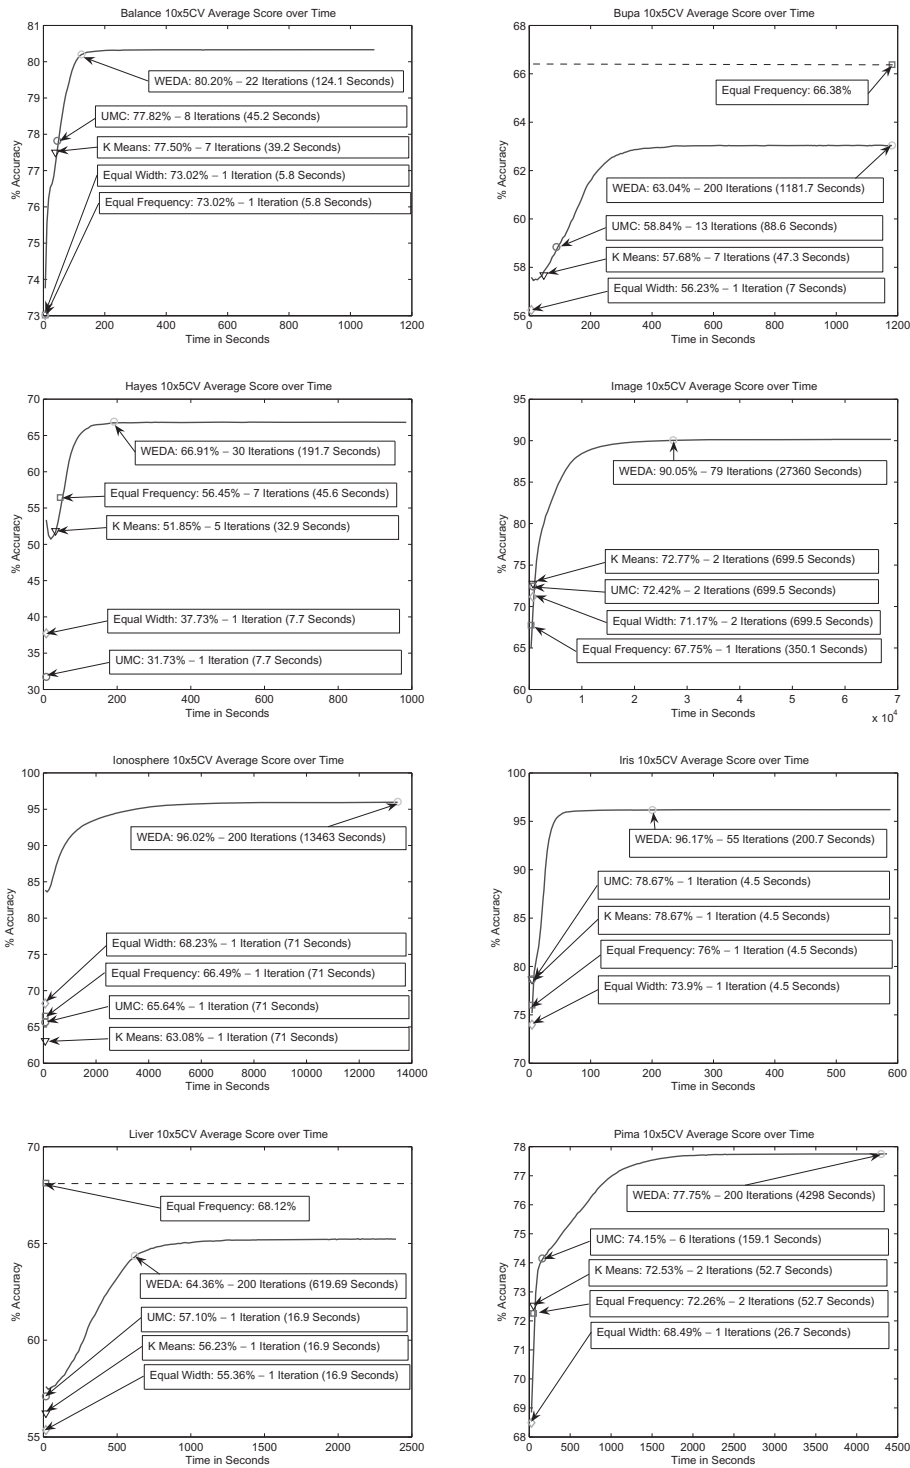 Balance 10x5CV Average Score over Time
81
80
79
78
77
76
75
74
73
% Accuracy
WEDA: 80.20% − 22 Iterations (124.1 Seconds)
UMC: 77.82% − 8 Iterations (45.2 Seconds)
K Means: 77.50% − 7 Iterations (39.2 Seconds)
Equal Width: 73.02% − 1 Iteration (5.8 Seconds)
Equal Frequency: 73.02% − 1 Iteration (5.8 Seconds)
0 200 400 600 800 1000 1200
Time in Seconds
Bupa 10x5CV Average Score over Time
68
66
64
62
60
58
56
% Accuracy
Equal Frequency: 66.38%
WEDA: 63.04% − 200 Iterations (1181.7 Seconds)
UMC: 58.84% − 13 Iterations (88.6 Seconds)
K Means: 57.68% − 7 Iterations (47.3 Seconds)
Equal Width: 56.23% − 1 Iteration (7 Seconds)
0 200 400 600 800 1000 1200
Time in Seconds
Hayes 10x5CV Average Score over Time
70
65
60
55
50
45
40
35
30
% Accuracy
WEDA: 66.91% − 30 Iterations (191.7 Seconds)
Equal Frequency: 56.45% − 7 Iterations (45.6 Seconds)
K Means: 51.85% − 5 Iterations (32.9 Seconds)
Equal Width: 37.73% − 1 Iteration (7.7 Seconds)
UMC: 31.73% − 1 Iteration (7.7 Seconds)
0 200 400 600 800 1000
Time in Seconds
Image 10x5CV Average Score over Time
95
90
85
80
75
70
65
60
% Accuracy
WEDA: 90.05% − 79 Iterations (27360 Seconds)
K Means: 72.77% − 2 Iterations (699.5 Seconds)
UMC: 72.42% − 2 Iterations (699.5 Seconds)
Equal Width: 71.17% − 2 Iterations (699.5 Seconds)
Equal Frequency: 67.75% − 1 Iteration (350.1 Seconds)
0 1 2 3 4 5 6 7
Time in Seconds
x 10⁴
Ionosphere 10x5CV Average Score over Time
100
95
90
85
80
75
70
65
60
% Accuracy
WEDA: 96.02% − 200 Iterations (13463 Seconds)
Equal Width: 68.23% − 1 Iteration (71 Seconds)
Equal Frequency: 66.49% − 1 Iteration (71 Seconds)
UMC: 65.64% − 1 Iteration (71 Seconds)
K Means: 63.08% − 1 Iteration (71 Seconds)
0 2000 4000 6000 8000 10000 12000 14000
Time in Seconds
Iris 10x5CV Average Score over Time
100
95
90
85
80
75
70
% Accuracy
WEDA: 96.17% − 55 Iterations (200.7 Seconds)
UMC: 78.67% − 1 Iteration (4.5 Seconds)
K Means: 78.67% − 1 Iteration (4.5 Seconds)
Equal Frequency: 76% − 1 Iteration (4.5 Seconds)
Equal Width: 73.9% − 1 Iteration (4.5 Seconds)
0 100 200 300 400 500 600
Time in Seconds
Liver 10x5CV Average Score over Time
70
65
60
55
% Accuracy
Equal Frequency: 68.12%
WEDA: 64.36% − 200 Iterations (619.69 Seconds)
UMC: 57.10% − 1 Iteration (16.9 Seconds)
K Means: 56.23% − 1 Iteration (16.9 Seconds)
Equal Width: 55.36% − 1 Iteration (16.9 Seconds)
0 500 1000 1500 2000 2500
Time in Seconds
Pima 10x5CV Average Score over Time
78
77
76
75
74
73
72
71
70
69
68
% Accuracy
WEDA: 77.75% − 200 Iterations (4298 Seconds)
UMC: 74.15% − 6 Iterations (159.1 Seconds)
K Means: 72.53% − 2 Iterations (52.7 Seconds)
Equal Frequency: 72.26% − 2 Iterations (52.7 Seconds)
Equal Width: 68.49% − 1 Iterations (26.7 Seconds)
0 500 1000 1500 2000 2500 3000 3500 4000 4500
Time in Seconds